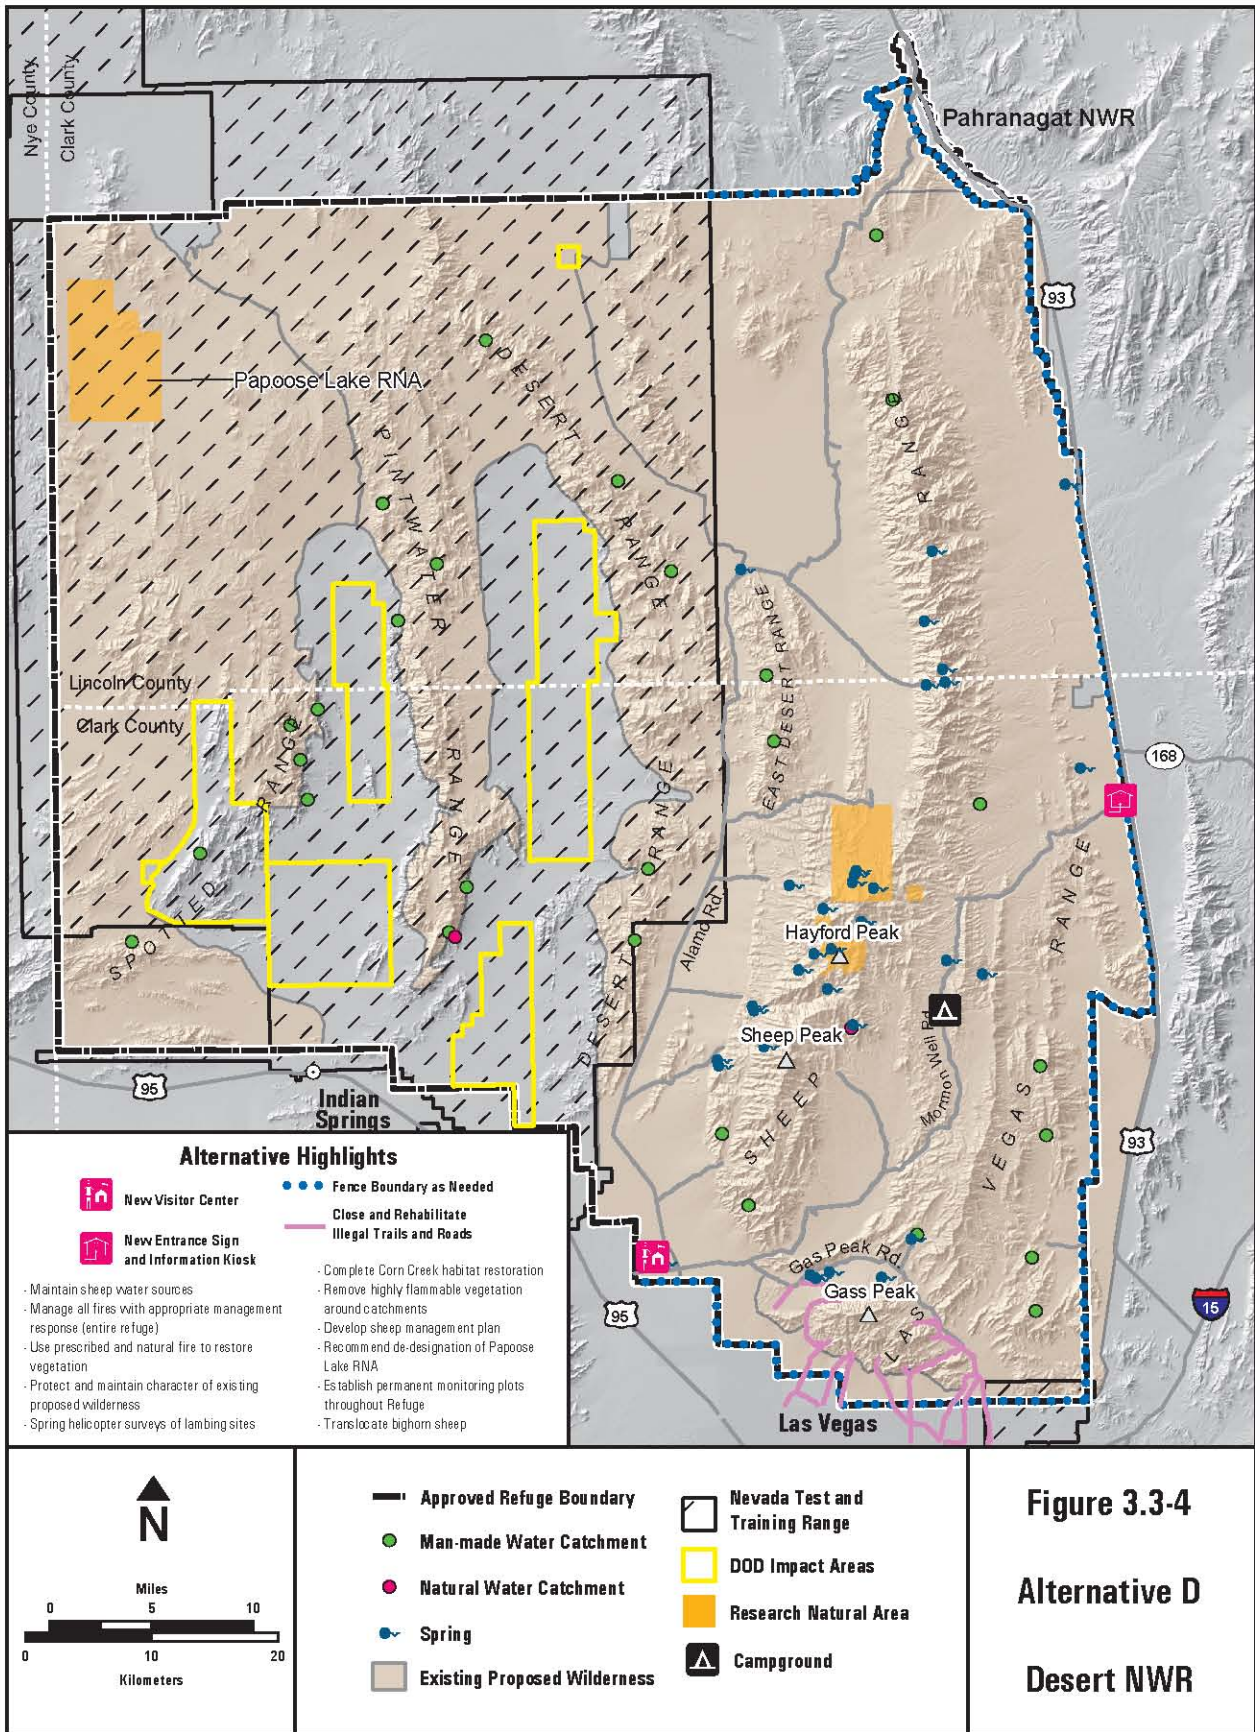 Nye County
Clark County
Pahranagat NWR
93
Papoose Lake RNA
DESERT
RANGE
PINTWATER
RANGE
RANGE
Lincoln County
Clark County
EAST DESERT RANGE
168
RANGE
SPOTTED
RANGE
DESERT
Alamo Rd.
RANGE
Hayford Peak
Sheep Peak
Mormon Well Rd.
SHEEP
VEGAS
95
Indian
Springs
93
Gas Peak Rd.
Gass Peak
LAS
95
15
Las Vegas
Alternative Highlights
New Visitor Center
New Entrance Sign
and Information Kiosk
Fence Boundary as Needed
Close and Rehabilitate
Illegal Trails and Roads
- Maintain sheep water sources
- Manage all fires with appropriate management
response (entire refuge)
- Use prescribed and natural fire to restore
vegetation
- Protect and maintain character of existing
proposed wilderness
- Spring helicopter surveys of lambing sites
- Complete Corn Creek habitat restoration
- Remove highly flammable vegetation
around catchments
- Develop sheep management plan
- Recommend de-designation of Papoose
Lake RNA
- Establish permanent monitoring plots
throughout Refuge
- Translocate bighorn sheep
N
Miles
0 5 10
0 10 20
Kilometers
Approved Refuge Boundary
Man-made Water Catchment
Natural Water Catchment
Spring
Existing Proposed Wilderness
Nevada Test and
Training Range
DOD Impact Areas
Research Natural Area
Campground
Figure 3.3-4
Alternative D
Desert NWR